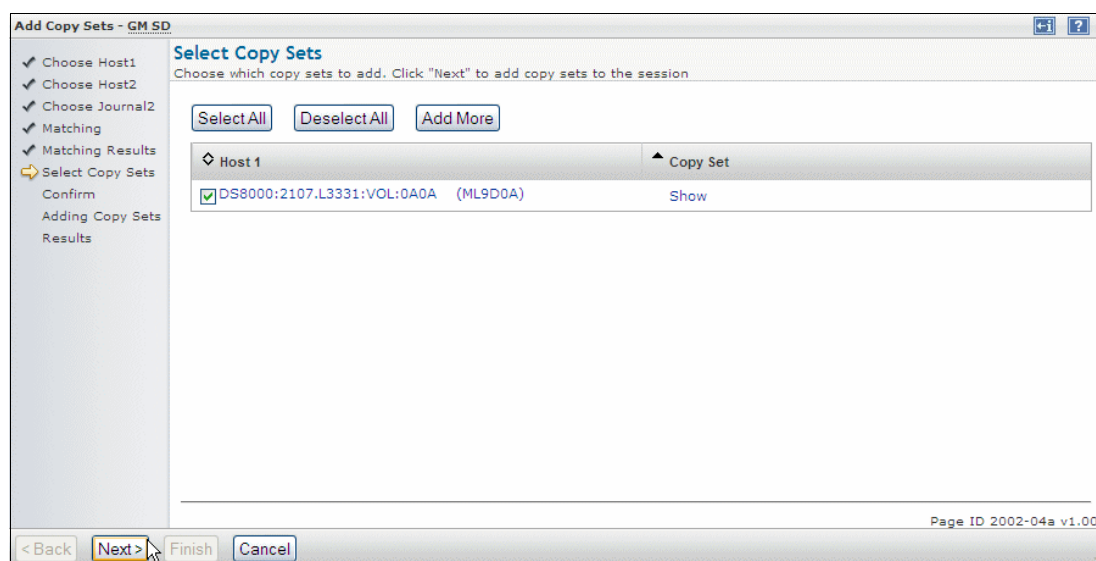 Add Copy Sets - GM SD
?
Choose Host1
Choose Host2
Choose Journal2
Matching
Matching Results
Select Copy Sets
Confirm
Adding Copy Sets
Results
Select Copy Sets
Choose which copy sets to add. Click "Next" to add copy sets to the session
Select All Deselect All Add More
Host 1 Copy Set
DS8000:2107.L3331:VOL:0A0A (ML9D0A) Show
Page ID 2002-04a v1.00
< Back Next > Finish Cancel